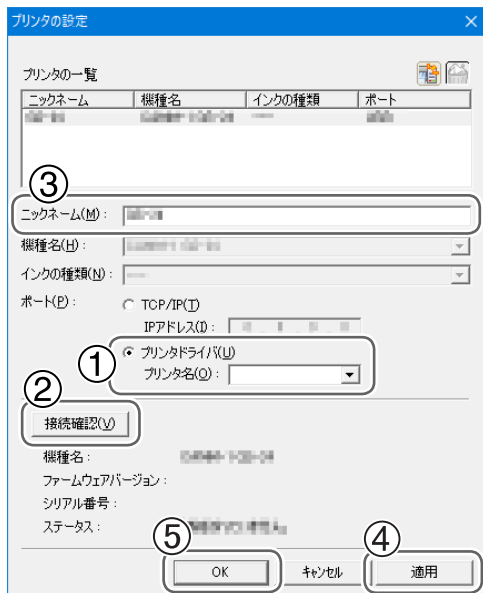 プリンタの設定
プリンタの一覧
ニックネーム 機種名 インクの種類 ポート
③
ニックネーム(M):
機種名(H):
インクの種類(N):
ポート(P): TCP/IP(T)
IPアドレス(I):
① プリンタドライバ(U)
プリンタ名(O):
②
接続確認(V)
機種名:
ファームウェアバージョン:
シリアル番号:
ステータス:
⑤ ④
OK キャンセル 適用